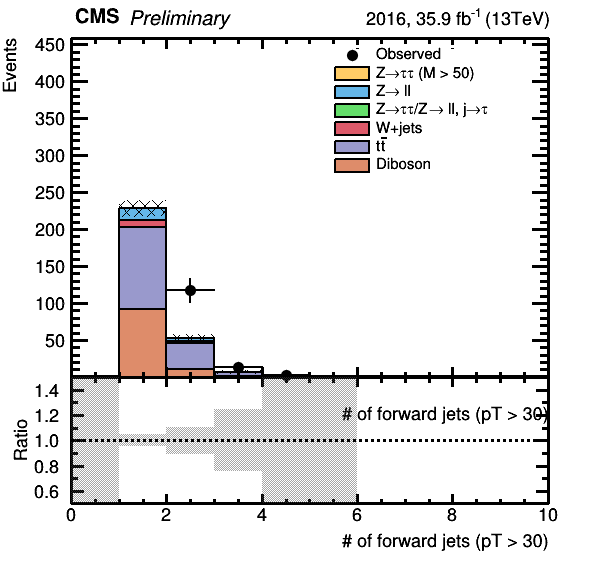 CMS Preliminary 2016, 35.9 fb⁻¹ (13TeV)
Events
450
400
350
300
250
200
150
100
50
Observed
Z→ττ (M > 50)
Z→ ll
Z→ττ/Z→ ll, j→τ
W+jets
tt̄
Diboson
Ratio
1.4
1.2
1.0
0.8
0.6
# of forward jets (pT > 30)
0 2 4 6 8 10
# of forward jets (pT > 30)